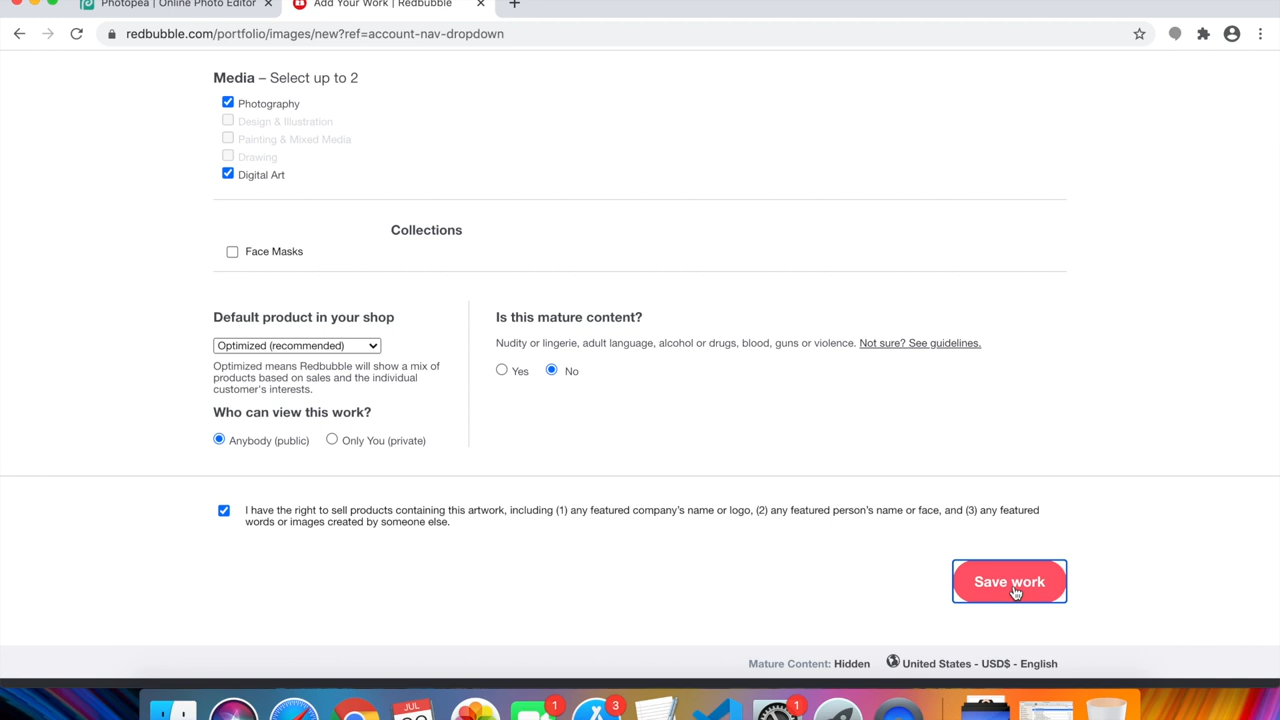 Photopea | Online Photo Editor
Add Your Work | Redbubble
redbubble.com/portfolio/images/new?ref=account-nav-dropdown
Media – Select up to 2
Photography
Design & Illustration
Painting & Mixed Media
Drawing
Digital Art
Collections
Face Masks
Default product in your shop
Optimized (recommended)
Optimized means Redbubble will show a mix of
products based on sales and the individual
customer's interests.
Who can view this work?
Anybody (public)
Only You (private)
Is this mature content?
Nudity or lingerie, adult language, alcohol or drugs, blood, guns or violence. Not sure? See guidelines.
Yes
No
I have the right to sell products containing this artwork, including (1) any featured company's name or logo, (2) any featured person's name or face, and (3) any featured
words or images created by someone else.
Save work
Mature Content: Hidden
United States - USD$ - English
JUL
1
3
1